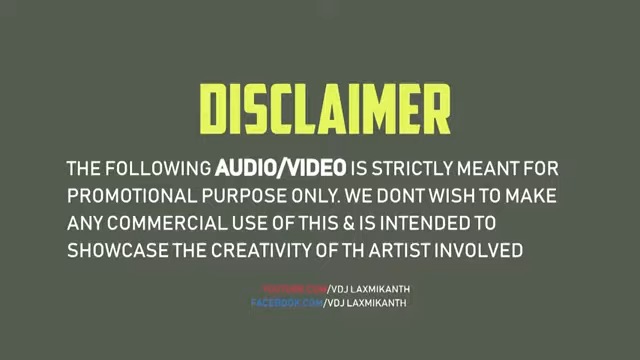 DISCLAIMER
THE FOLLOWING AUDIO/VIDEO IS STRICTLY MEANT FOR
PROMOTIONAL PURPOSE ONLY. WE DONT WISH TO MAKE
ANY COMMERCIAL USE OF THIS & IS INTENDED TO
SHOWCASE THE CREATIVITY OF TH ARTIST INVOLVED
YOUTUBE.COM/VDJ LAXMIKANTH
FACEBOOK.COM/VDJ LAXMIKANTH